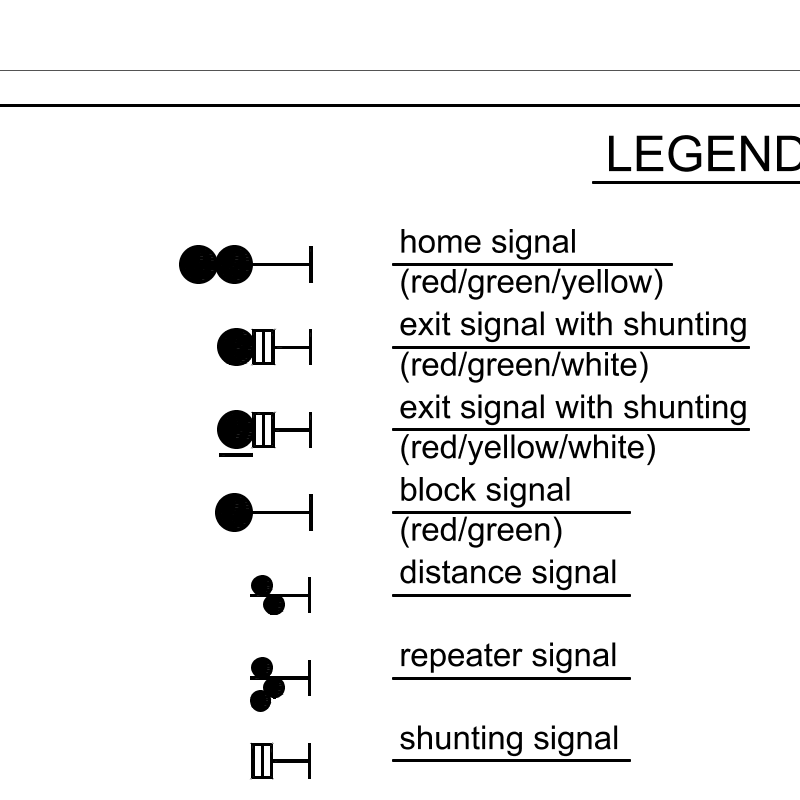 LEGEND
home signal
(red/green/yellow)
exit signal with shunting
(red/green/white)
exit signal with shunting
(red/yellow/white)
block signal
(red/green)
distance signal
repeater signal
shunting signal